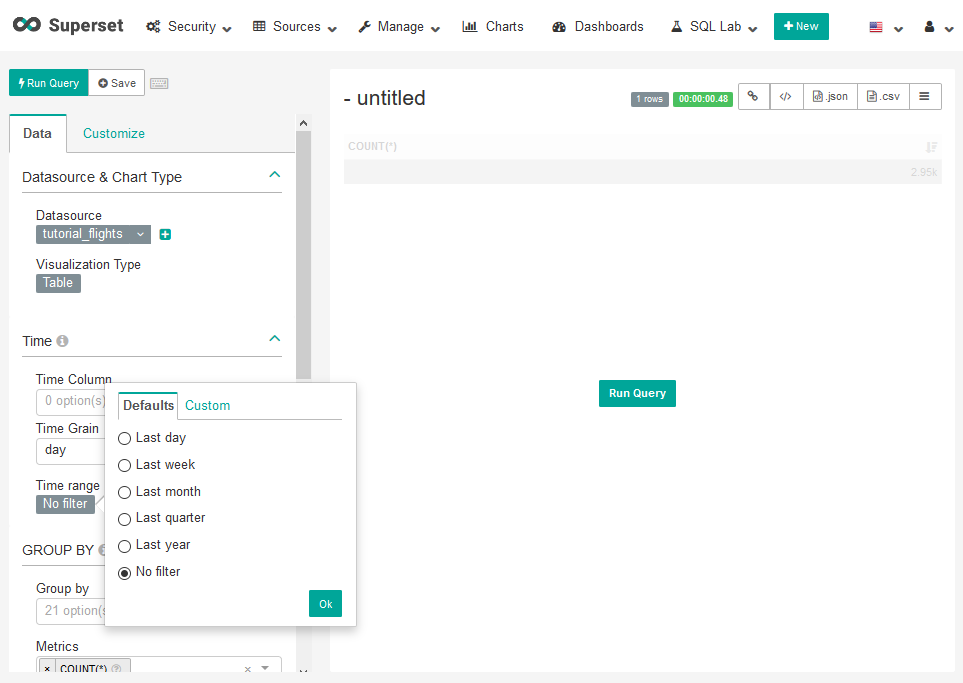 Superset Security Sources Manage Charts Dashboards SQL Lab New
Run Query Save
Data Customize
Datasource & Chart Type
Datasource
tutorial_flights
Visualization Type
Table
Time
Time Column
0 option(s)
Time Grain
day
Time range
No filter
GROUP BY
Group by
21 option(s
Metrics
× COUNT(*)
Defaults Custom
Last day
Last week
Last month
Last quarter
Last year
No filter
Ok
- untitled
1 rows 00:00:00.48 .json .csv
COUNT(*)
2.95k
Run Query